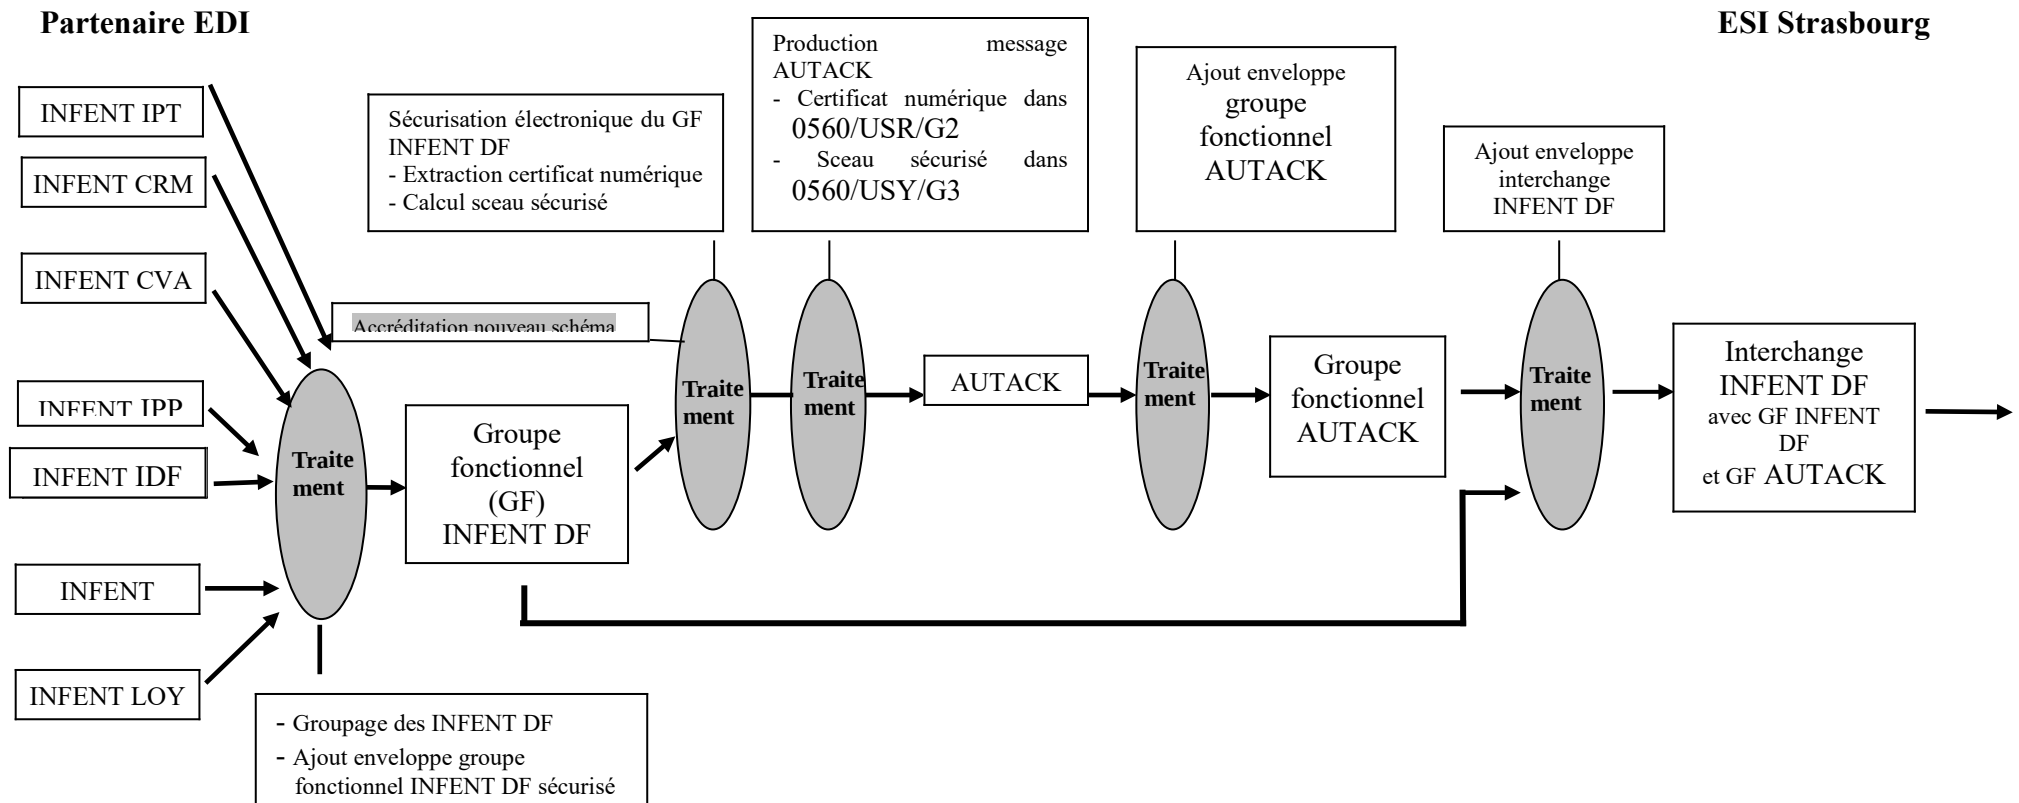 Partenaire EDI
ESI Strasbourg
INFENT IPT
INFENT CRM
INFENT CVA
INFENT IPP
INFENT IDF
INFENT
INFENT LOY
Traite
ment
- Groupage des INFENT DF
- Ajout enveloppe groupe
fonctionnel INFENT DF sécurisé
Groupe
fonctionnel
(GF)
INFENT DF
Accréditation nouveau schéma
Sécurisation électronique du GF
INFENT DF
- Extraction certificat numérique
- Calcul sceau sécurisé
Traite
ment
Production message
AUTACK
- Certificat numérique dans
0560/USR/G2
- Sceau sécurisé dans
0560/USY/G3
Traite
ment
AUTACK
Ajout enveloppe
groupe
fonctionnel
AUTACK
Traite
ment
Groupe
fonctionnel
AUTACK
Ajout enveloppe
interchange
INFENT DF
Traite
ment
Interchange
INFENT DF
avec GF INFENT
DF
et GF AUTACK